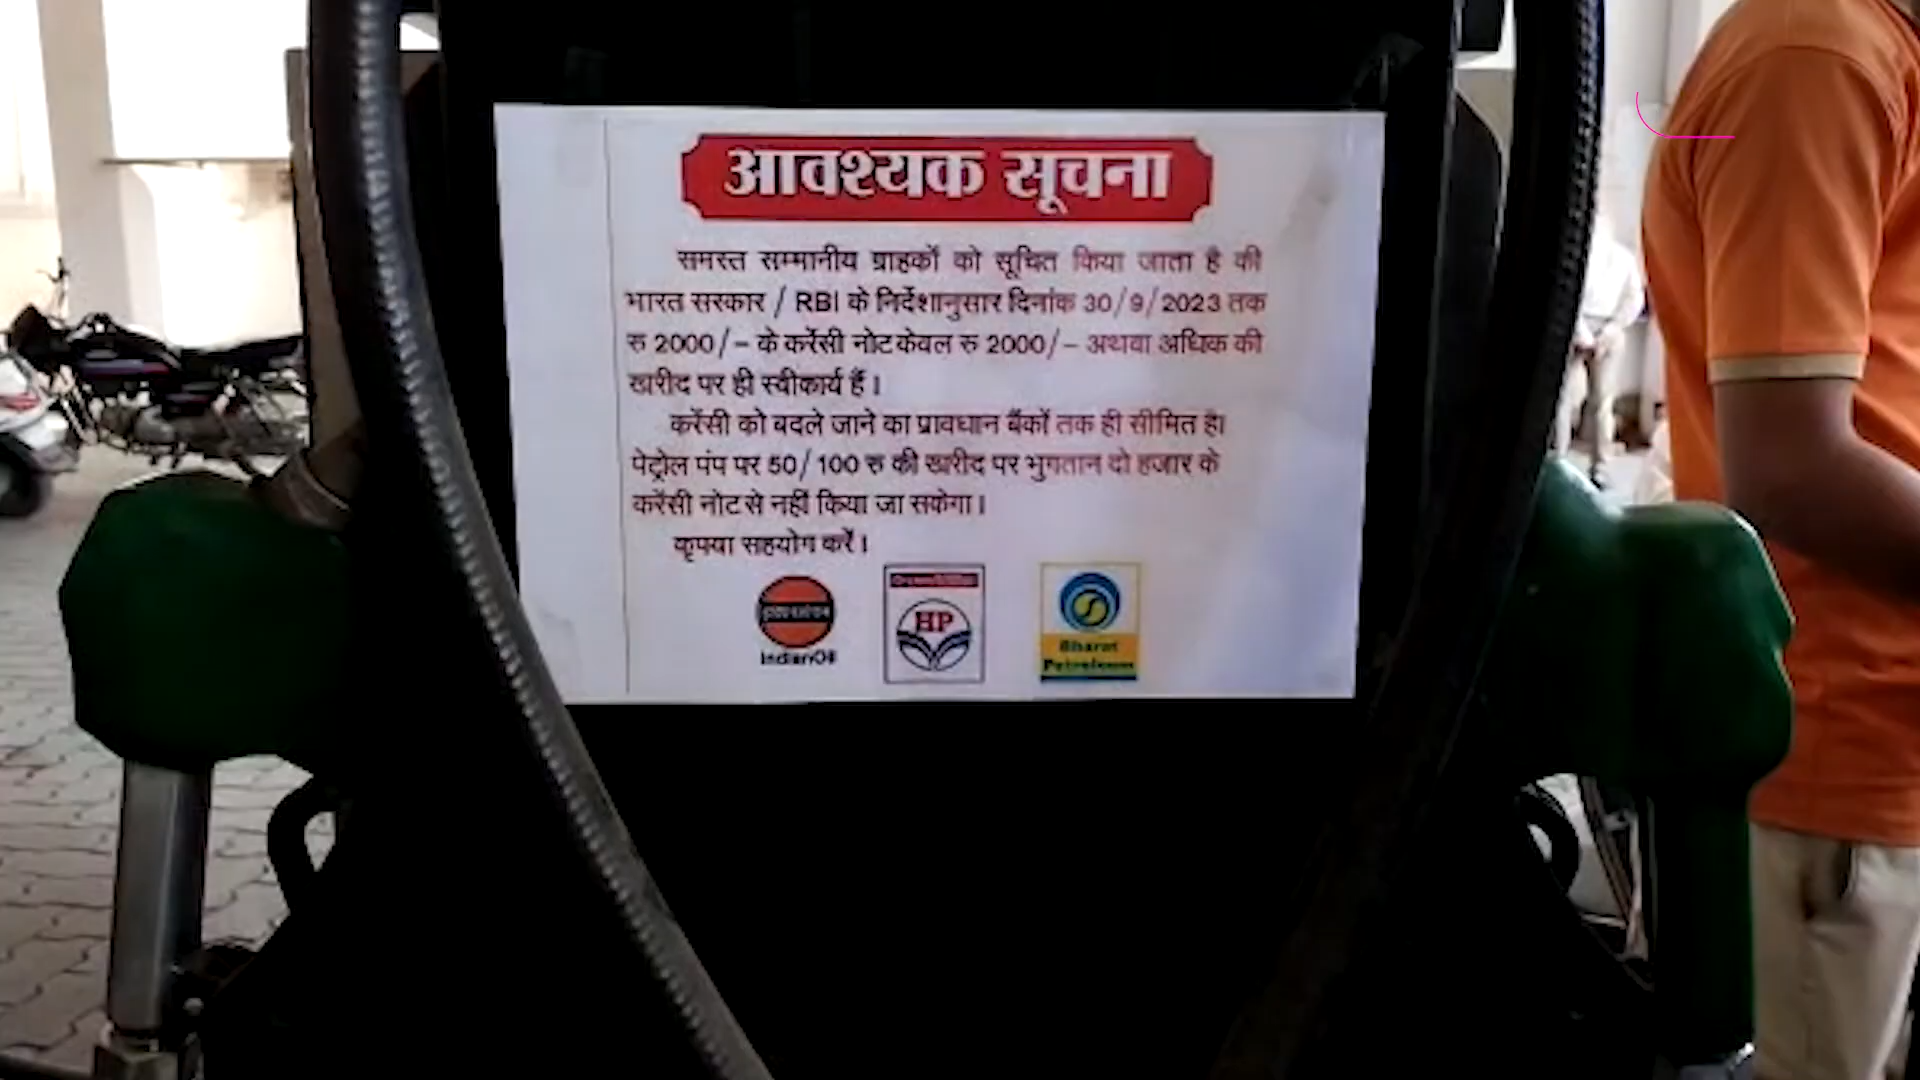 आवश्यक सूचना
समस्त सम्मानीय ग्राहकों को सूचित किया जाता है की
भारत सरकार / RBI के निर्देशानुसार दिनांक 30/9/2023 तक
रु 2000/- के करेंसी नोट केवल रु 2000/- अथवा अधिक की
खरीद पर ही स्वीकार्य हैं।
करेंसी को बदले जाने का प्रावधान बैंकों तक ही सीमित है।
पेट्रोल पंप पर 50/100 रु की खरीद पर भुगतान दो हजार के
करेंसी नोट से नहीं किया जा सकेगा।
कृपया सहयोग करें।
IndianOil
HP
Bharat
Petroleum